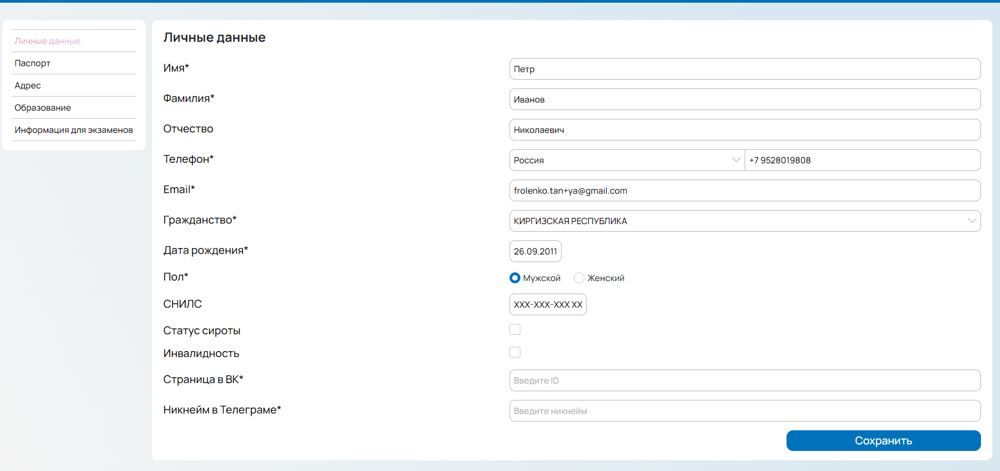 Личные данные
Паспорт
Адрес
Образование
Информация для экзаменов
Личные данные
Имя* Петр
Фамилия* Иванов
Отчество Николаевич
Телефон* Россия +7 9528019808
Email* frolenko.tan+ya@gmail.com
Гражданство* КИРГИЗСКАЯ РЕСПУБЛИКА
Дата рождения* 26.09.2011
Пол* Мужской Женский
СНИЛС XXX-XXX-XXX XX
Статус сироты
Инвалидность
Страница в ВК* Введите ID
Никнейм в Телеграме* Введите никнейм
Сохранить